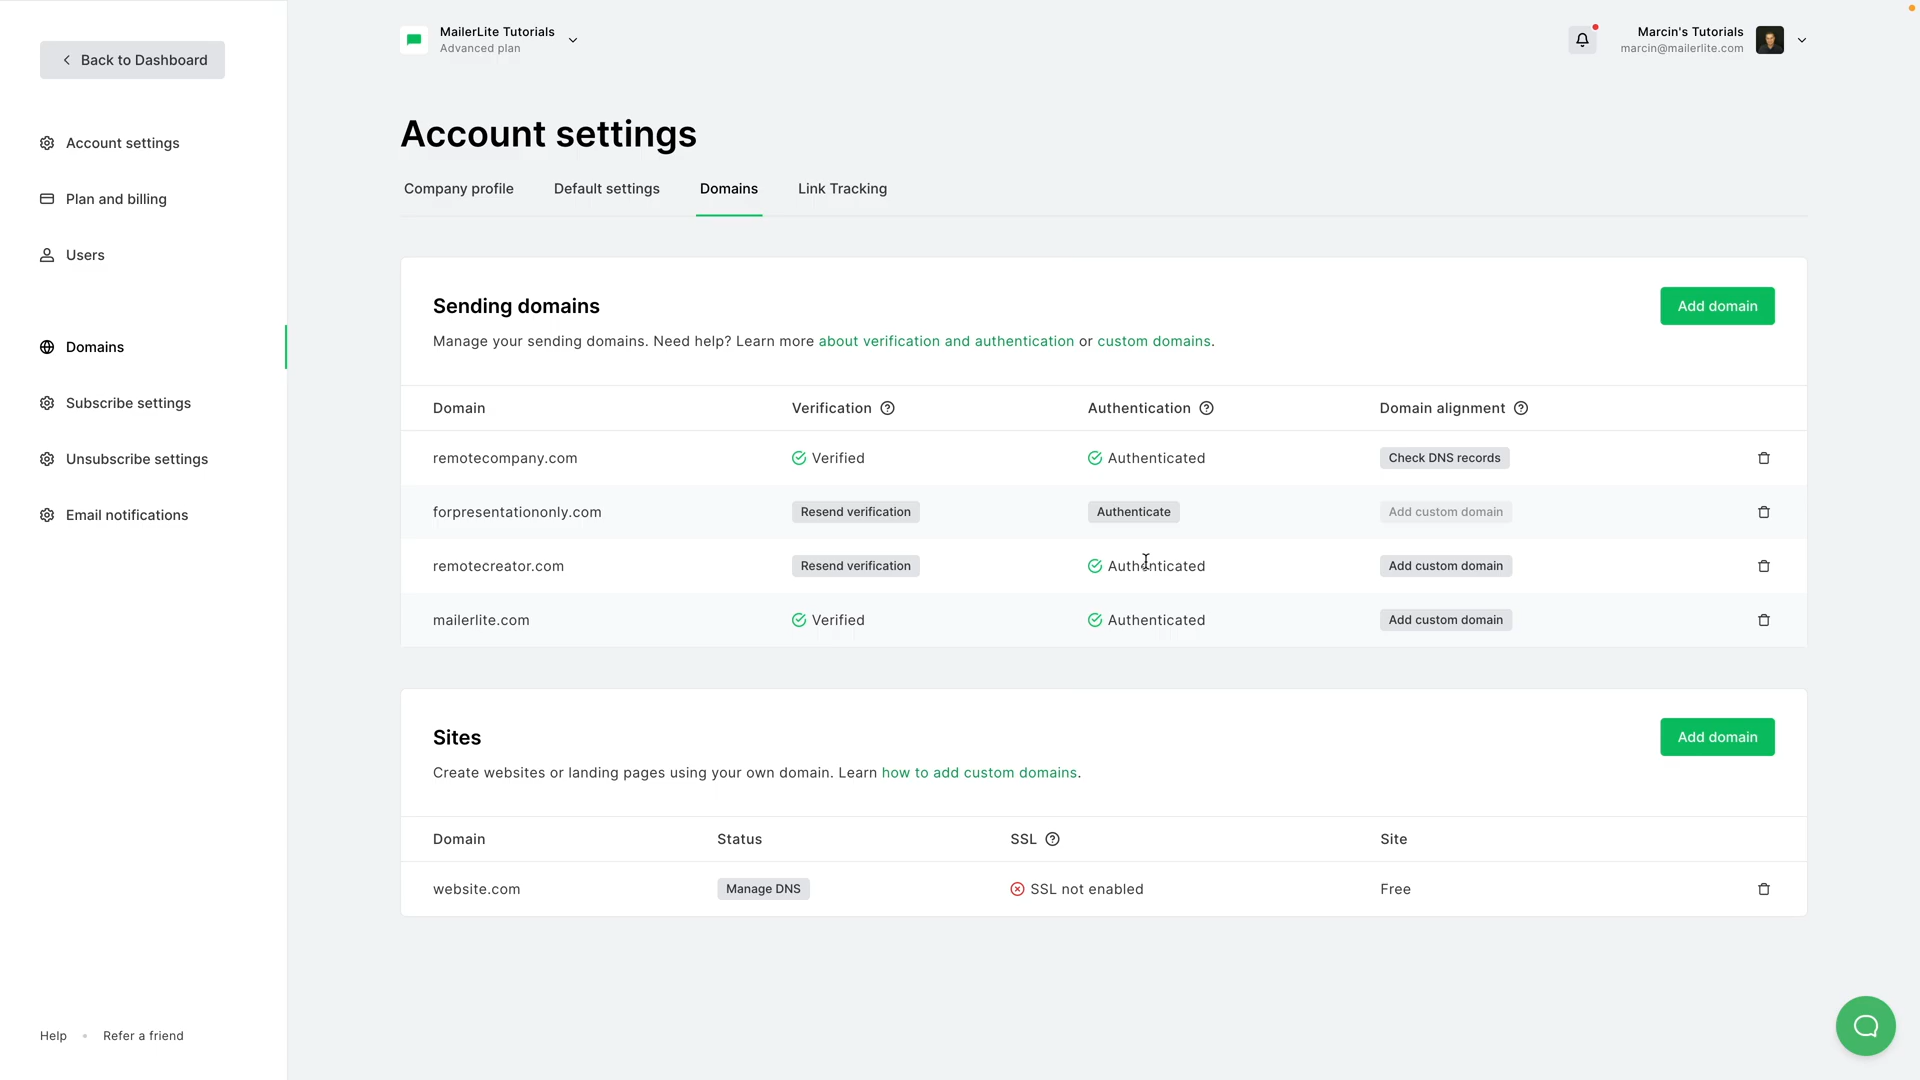 Back to Dashboard
Account settings
Plan and billing
Users
Domains
Subscribe settings
Unsubscribe settings
Email notifications
Help
Refer a friend
MailerLite Tutorials
Advanced plan
Marcin's Tutorials
marcin@mailerlite.com
Account settings
Company profile Default settings Domains Link Tracking
Sending domains
Add domain
Manage your sending domains. Need help? Learn more about verification and authentication or custom domains.
Domain Verification Authentication Domain alignment
remotecompany.com Verified Authenticated Check DNS records
forpresentationonly.com Resend verification Authenticate Add custom domain
remotecreator.com Resend verification Authenticated Add custom domain
mailerlite.com Verified Authenticated Add custom domain
Sites
Add domain
Create websites or landing pages using your own domain. Learn how to add custom domains.
Domain Status SSL Site
website.com Manage DNS SSL not enabled Free